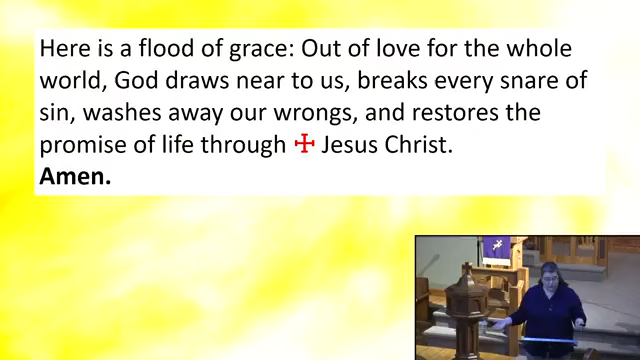 Here is a flood of grace: Out of love for the whole
world, God draws near to us, breaks every snare of
sin, washes away our wrongs, and restores the
promise of life through ☩ Jesus Christ.
Amen.